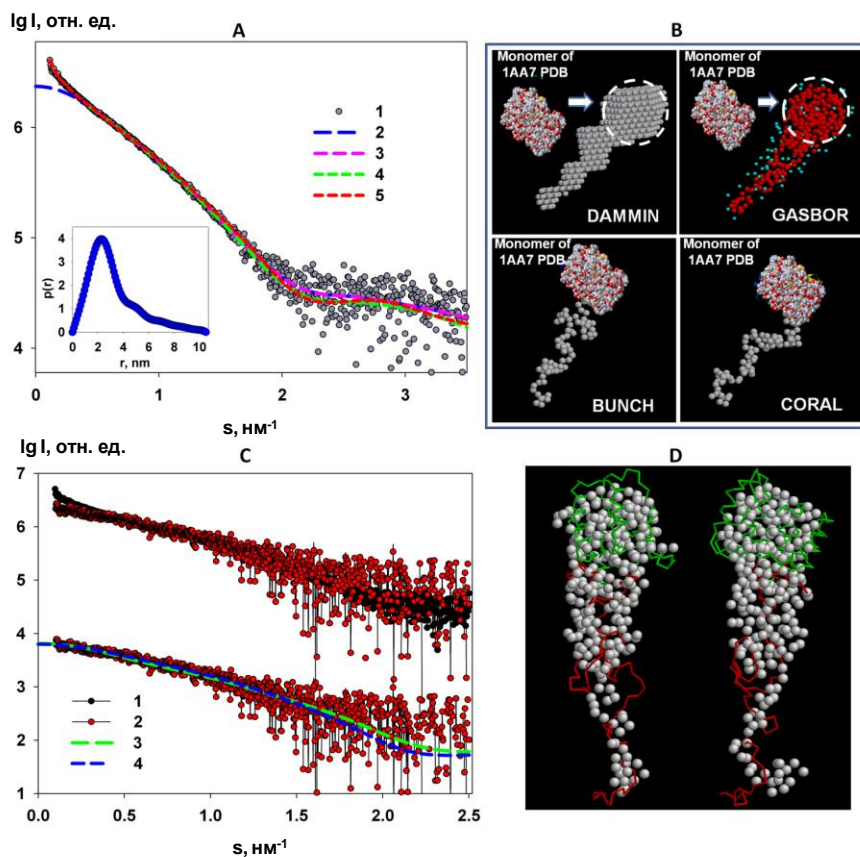 lg I, отн. ед.
A
B
6
5
4
0
1
2
3
s, нм-1
1
2
3
4
5
p(r)
4
3
2
1
0
0 2 4 6 8 10
r, nm
Monomer of
1AA7 PDB
DAMMIN
Monomer of
1AA7 PDB
GASBOR
Monomer of
1AA7 PDB
BUNCH
Monomer of
1AA7 PDB
CORAL
lg I, отн. ед.
C
D
7
6
5
4
3
2
1
1
2
3
4
0.0 0.5 1.0 1.5 2.0 2.5
s, нм-1